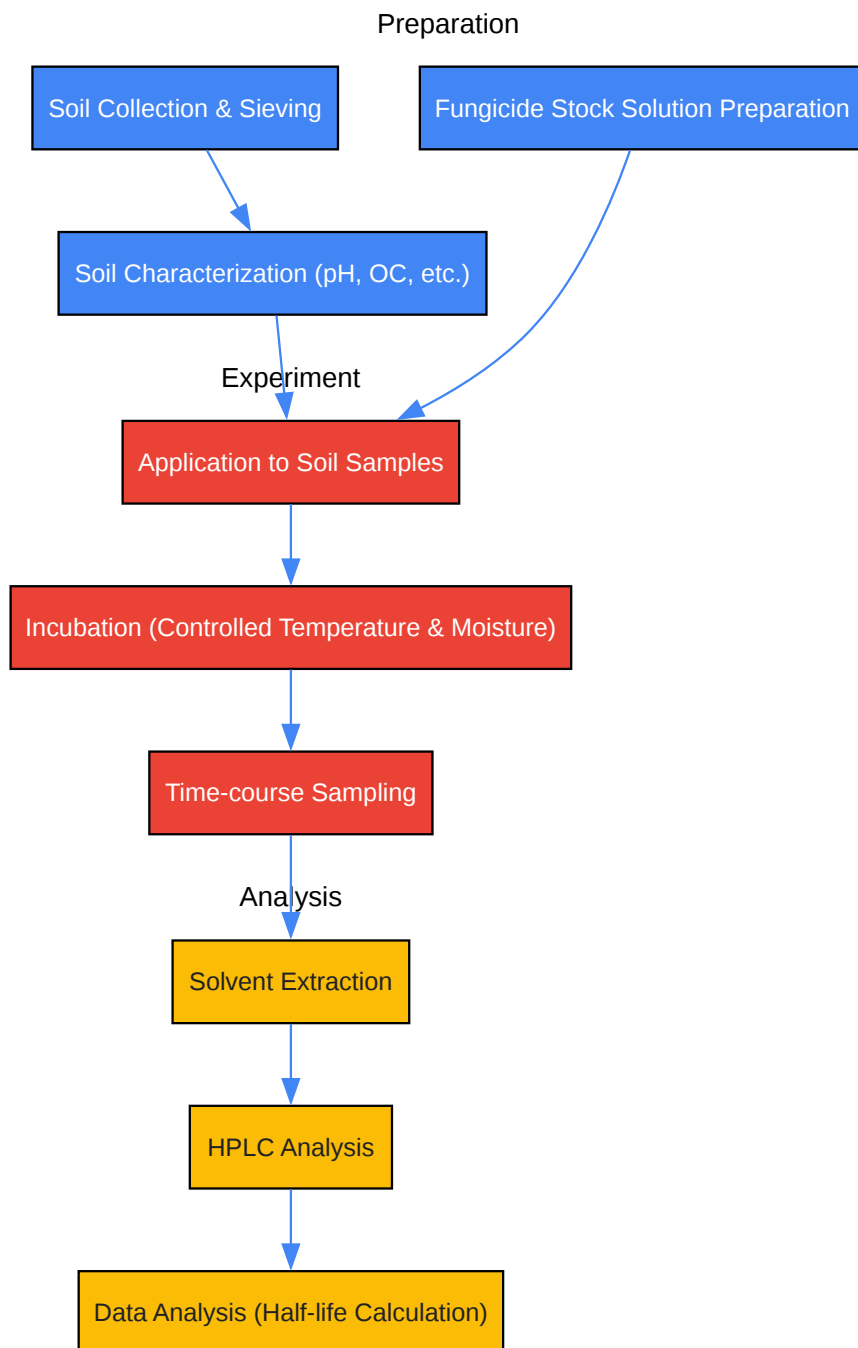 Preparation
Soil Collection & Sieving
Fungicide Stock Solution Preparation
Soil Characterization (pH, OC, etc.)
Experiment
Application to Soil Samples
Incubation (Controlled Temperature & Moisture)
Time-course Sampling
Analysis
Solvent Extraction
HPLC Analysis
Data Analysis (Half-life Calculation)